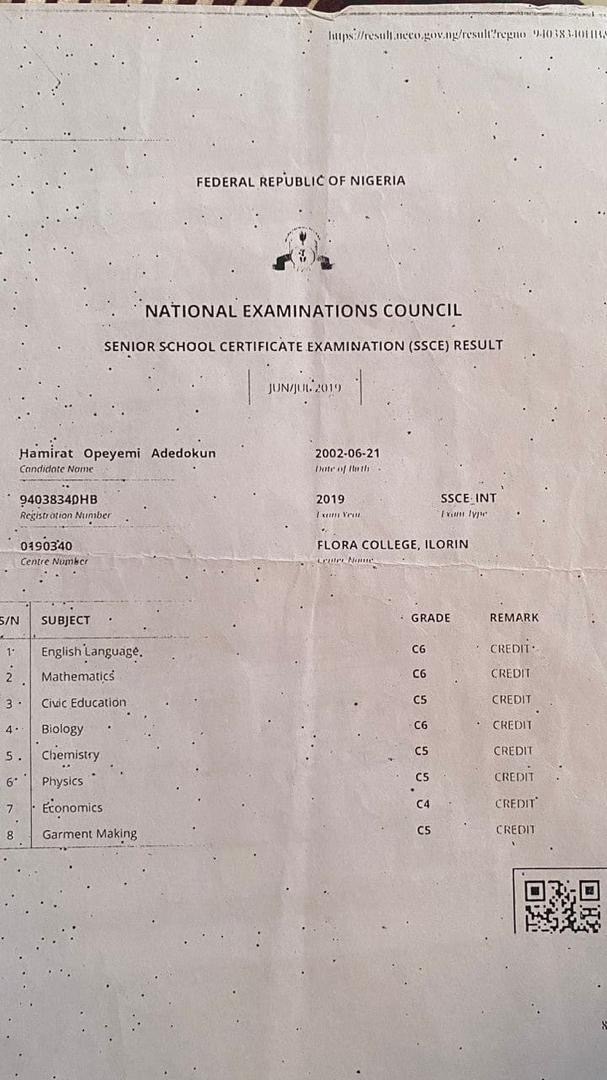 https://result.neco.gov.ng/result?regno
FEDERAL REPUBLIC OF NIGERIA
NATIONAL EXAMINATIONS COUNCIL
SENIOR SCHOOL CERTIFICATE EXAMINATION (SSCE) RESULT
JUN/JUL 2019
Hamirat Opeyemi Adedokun 2002-06-21
Candidate Name Date of Birth
94038340HB 2019 SSCE_INT
Registration Number Exam Year Exam Type
0190340 FLORA COLLEGE, ILORIN
Centre Number Centre Name
S/N SUBJECT GRADE REMARK
1 English Language C6 CREDIT
2 Mathematics C6 CREDIT
3 Civic Education C5 CREDIT
4 Biology C6 CREDIT
5 Chemistry C5 CREDIT
6 Physics C5 CREDIT
7 Economics C4 CREDIT
8 Garment Making C5 CREDIT